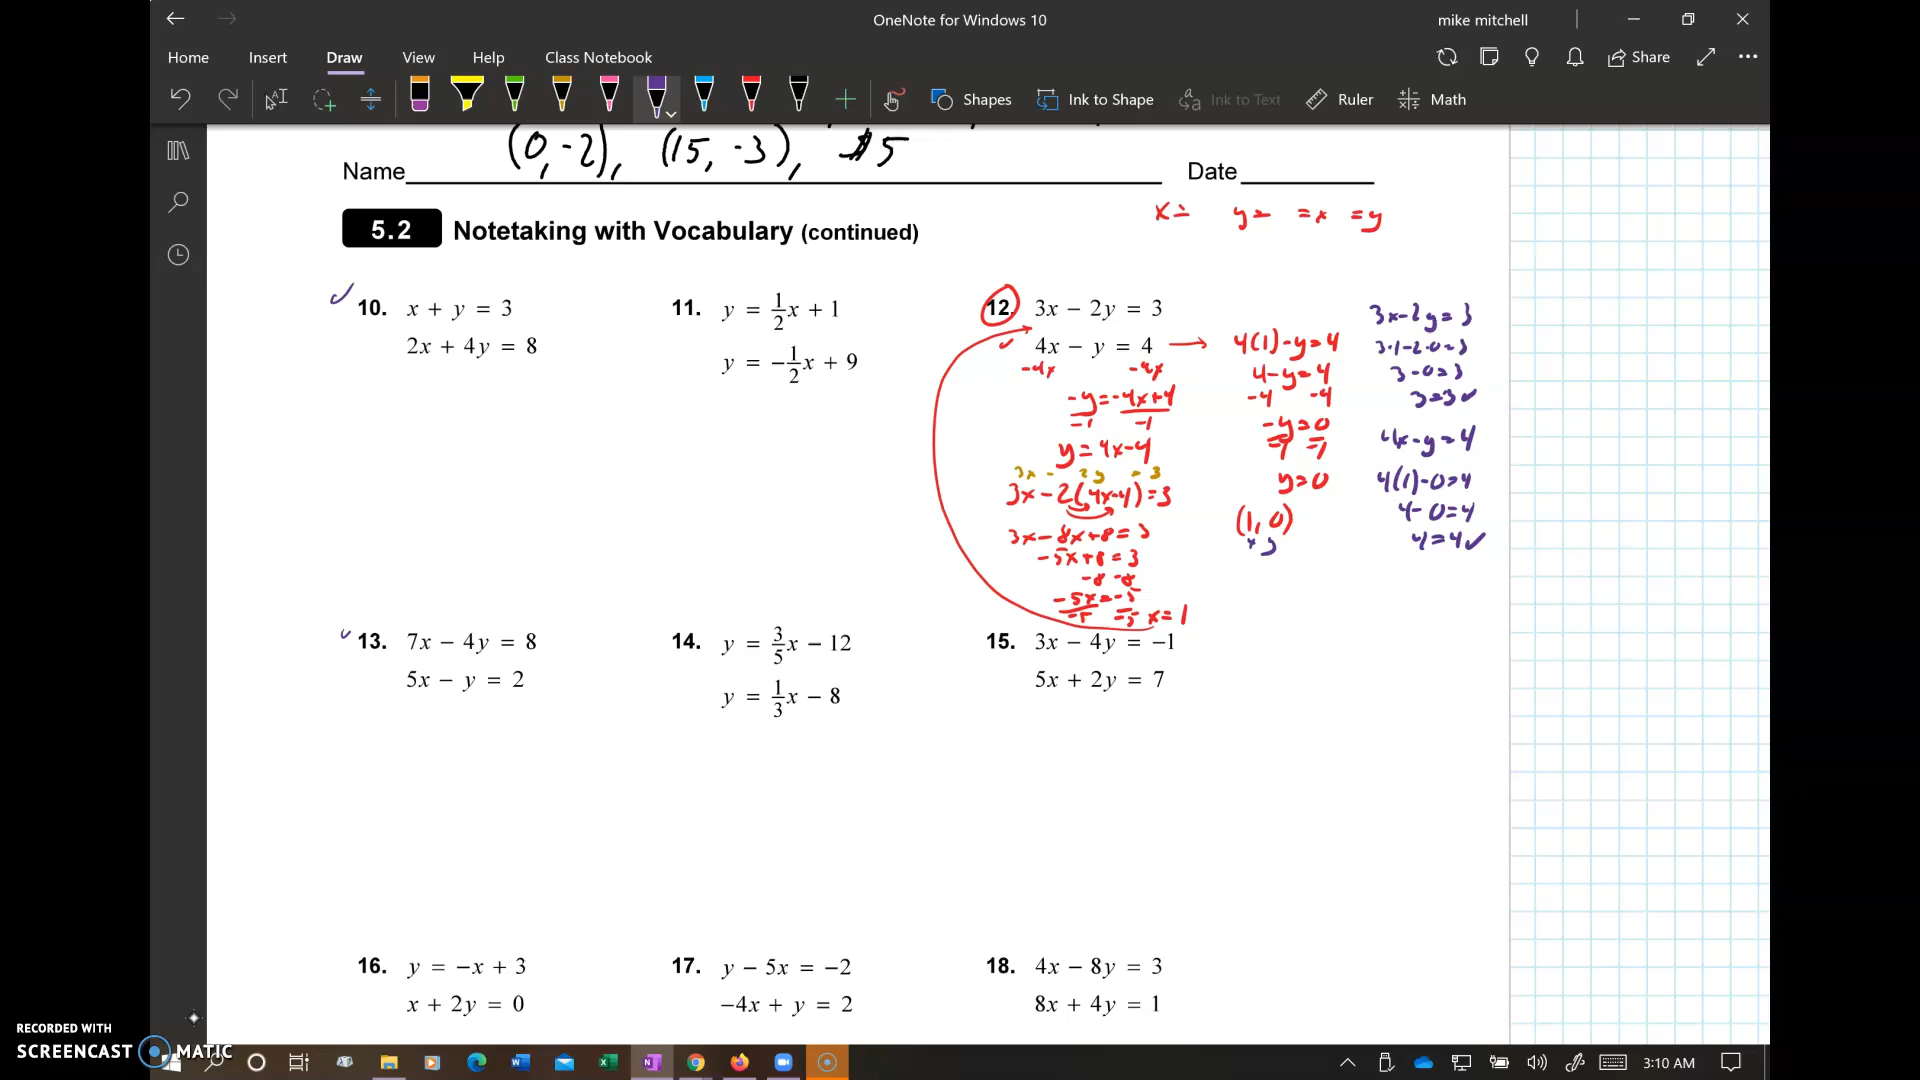 OneNote for Windows 10
mike mitchell
Home Insert Draw View Help Class Notebook
Share
Shapes Ink to Shape Ink to Text Ruler Math
(0,-2), (15,-3), $5
Name Date
x= y= =x =y
5.2 Notetaking with Vocabulary (continued)
10. x + y = 3
2x + 4y = 8
11. y = 1/2x + 1
y = -1/2x + 9
12. 3x - 2y = 3
4x - y = 4
-4x -4x
-y=-4x+4
-1 -1
y=4x-4
3x - 2y = 3
3x-2(4x-4)=3
3x-8x+8=3
-5x+8=3
-8 -8
-5x=-5
-5 -5 x=1
4(1)-y=4
4-y=4
-4 -4
-y=0
-1 -1
y=0
(1,0)
x y
3x-2y=3
3·1-2·0=3
3-0=3
3=3✓
4x-y=4
4(1)-0=4
4-0=4
4=4✓
13. 7x - 4y = 8
5x - y = 2
14. y = 3/5x - 12
y = 1/3x - 8
15. 3x - 4y = -1
5x + 2y = 7
16. y = -x + 3
x + 2y = 0
17. y - 5x = -2
-4x + y = 2
18. 4x - 8y = 3
8x + 4y = 1
RECORDED WITH
SCREENCAST MATIC
3:10 AM